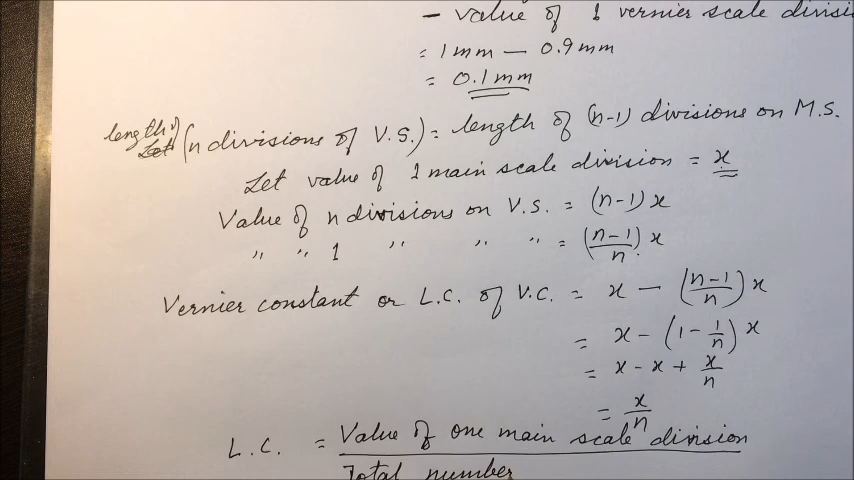 - value of 1 vernier scale divisi
= 1mm - 0.9mm
= 0.1mm
length of Let (n divisions of V.S.) = length of (n-1) divisions on M.S.
Let value of 1 main scale division = x
Value of n divisions on V.S. = (n-1)x
" " 1 " " " = (n-1/n)x
Vernier constant or L.C. of V.C. = x - (n-1/n)x
= x - (1 - 1/n)x
= x - x + x/n
= x/n
L.C. = Value of one main scale division
Total number